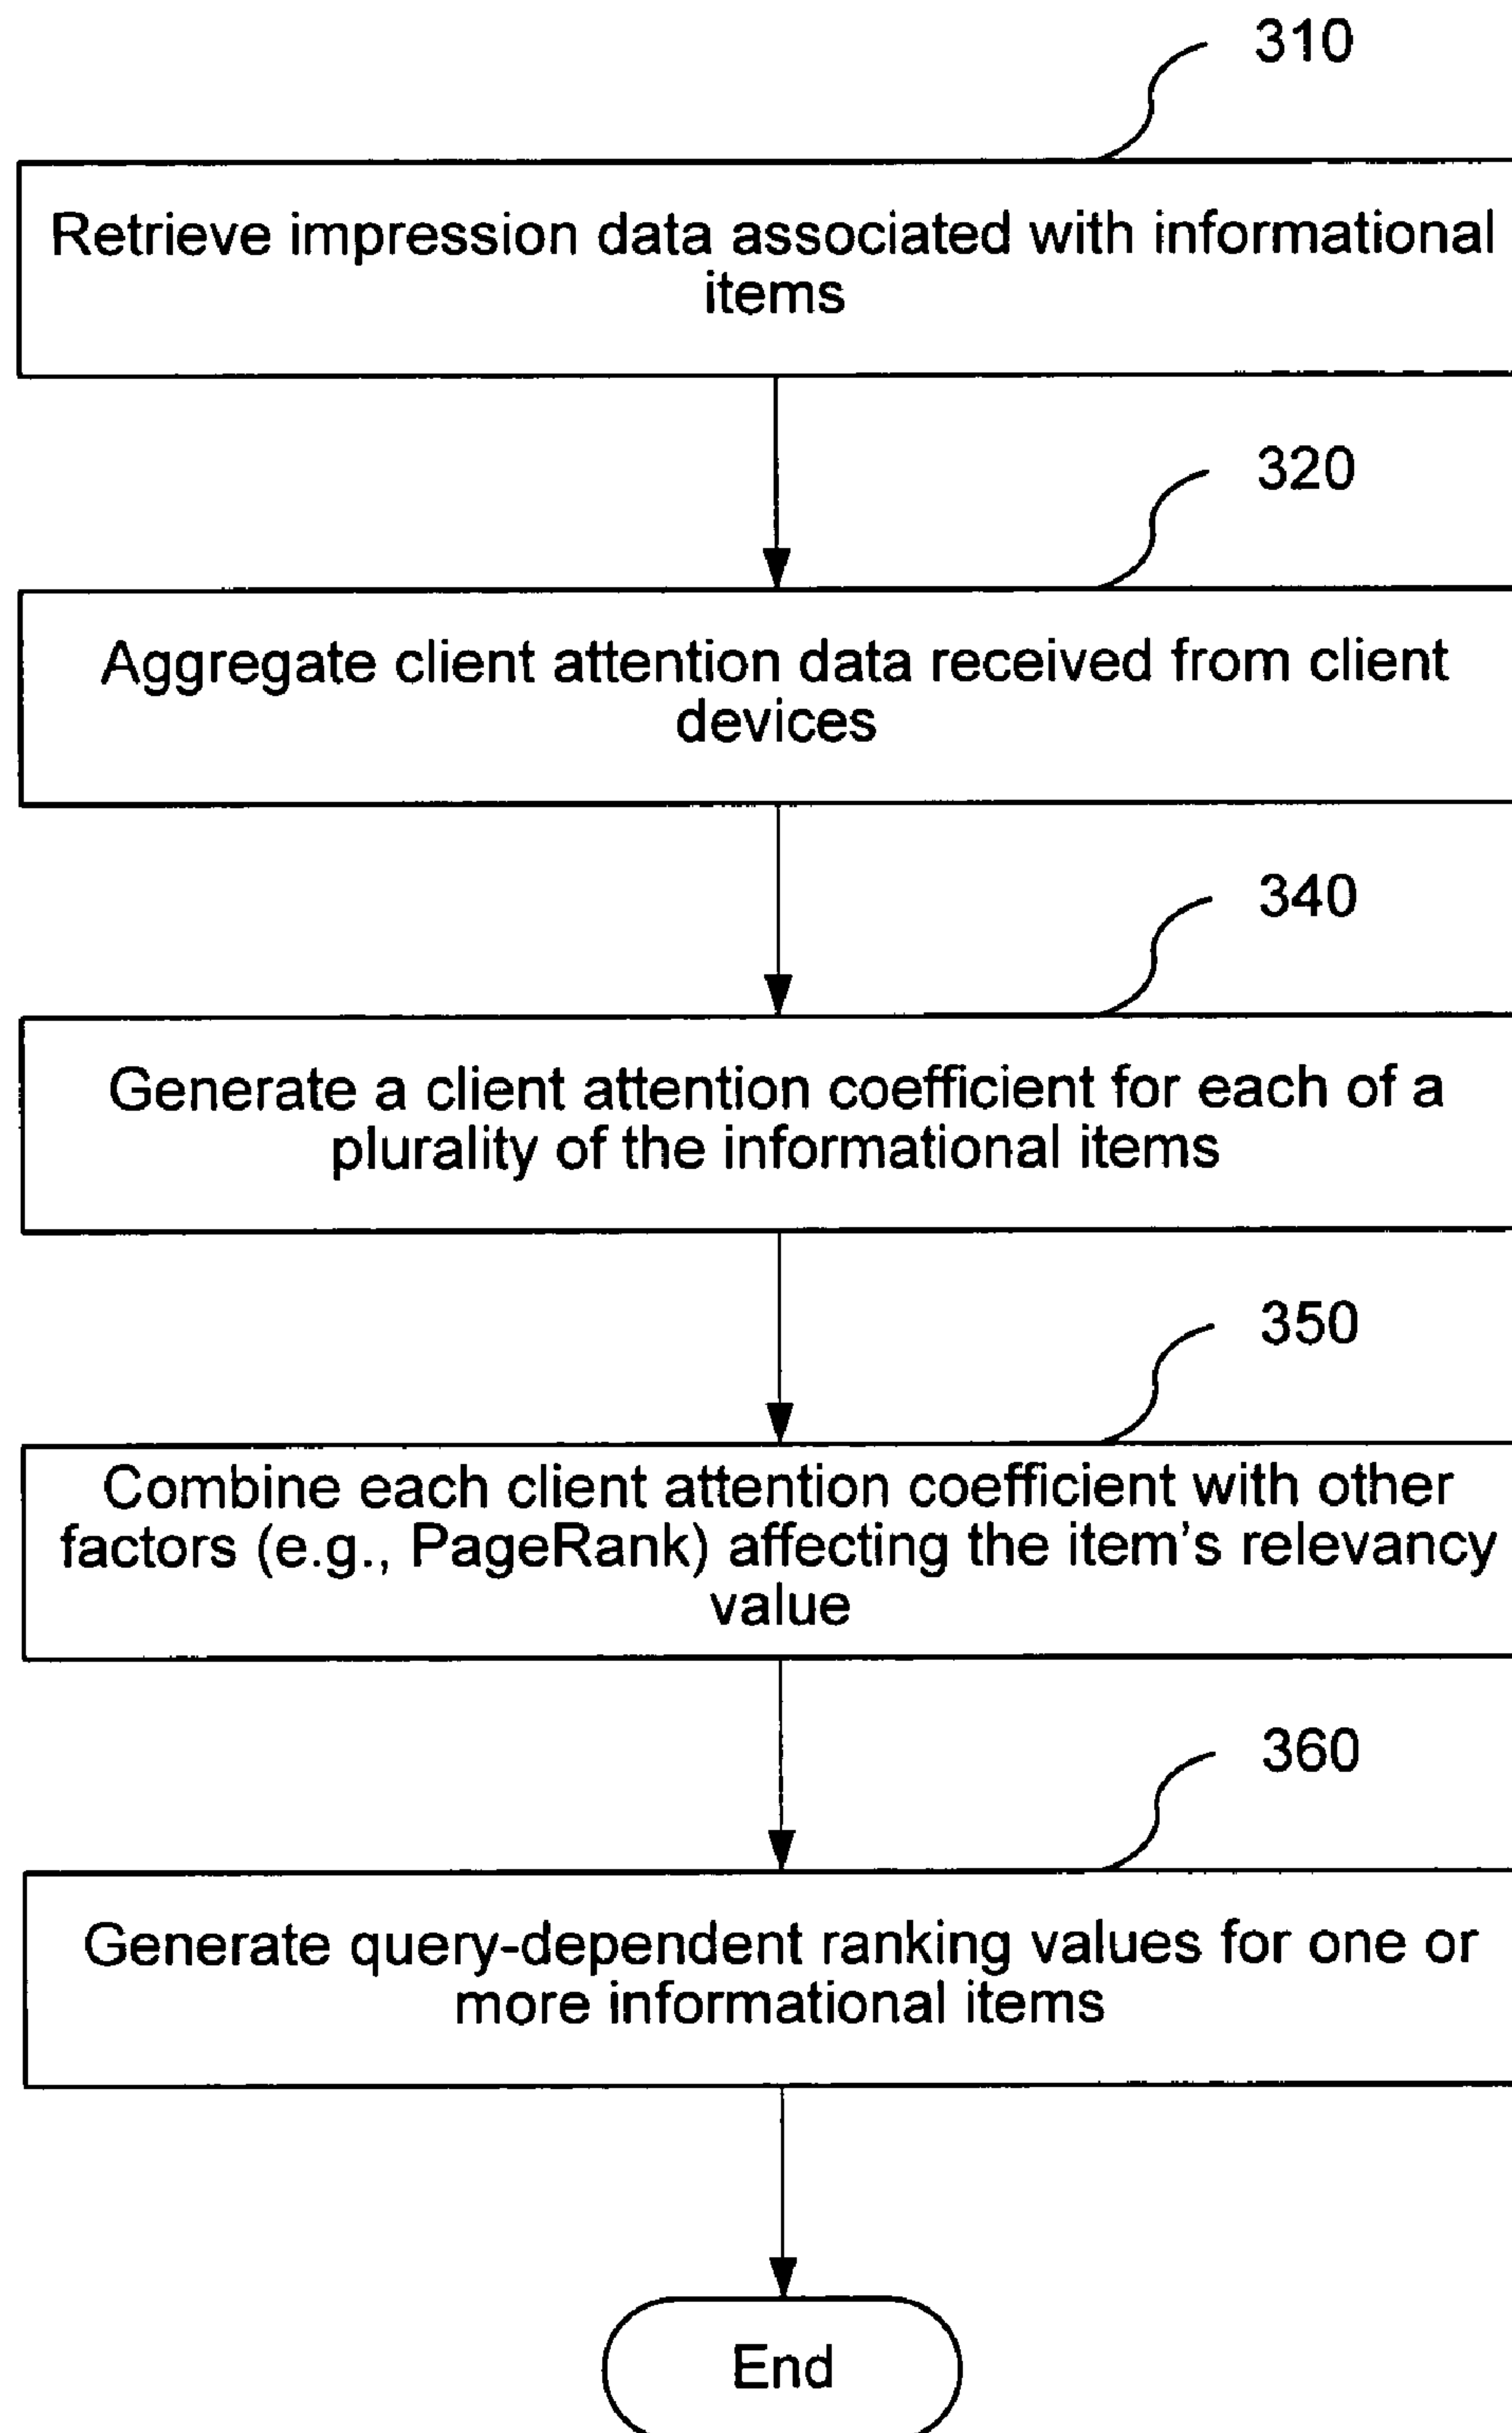 310
Retrieve impression data associated with informational
items
320
Aggregate client attention data received from client
devices
340
Generate a client attention coefficient for each of a
plurality of the informational items
350
Combine each client attention coefficient with other
factors (e.g., PageRank) affecting the item's relevancy
value
360
Generate query-dependent ranking values for one or
more informational items
End